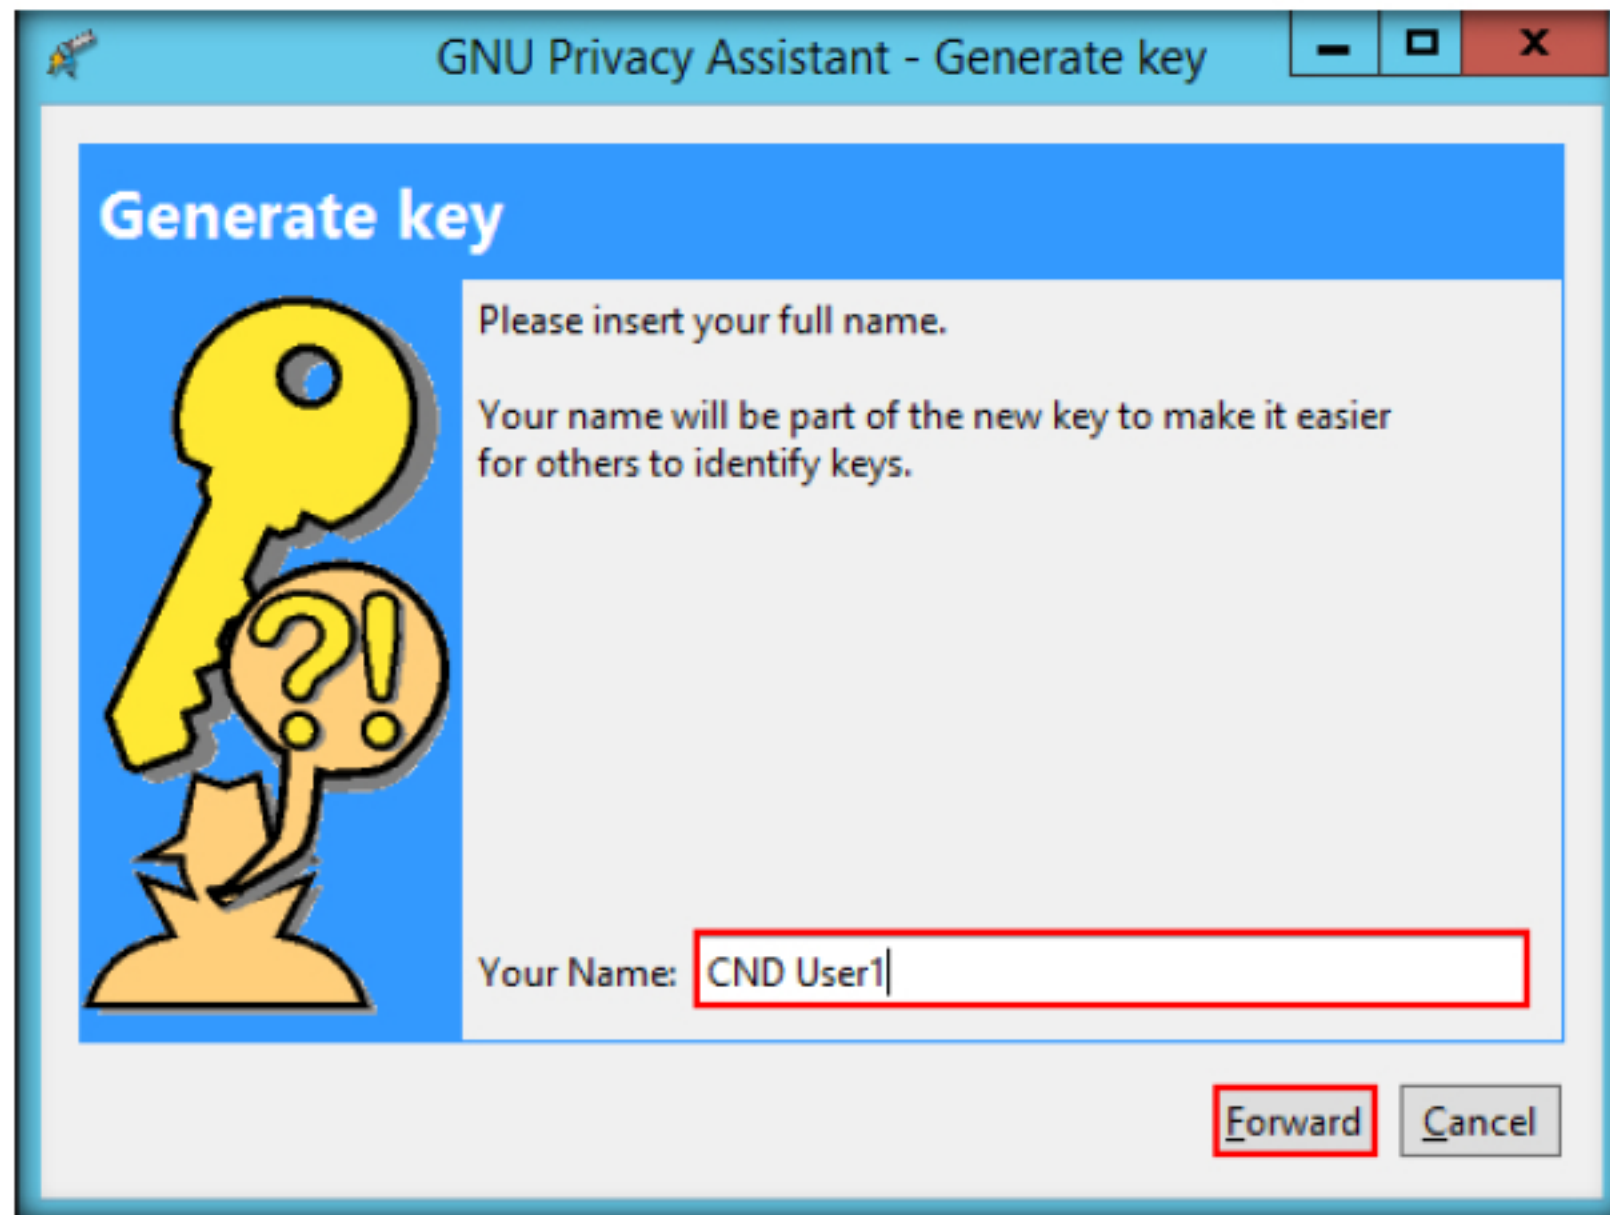 GNU Privacy Assistant - Generate key
Generate key
Please insert your full name.
Your name will be part of the new key to make it easier
for others to identify keys.
?!
Your Name: CND User1
Forward Cancel